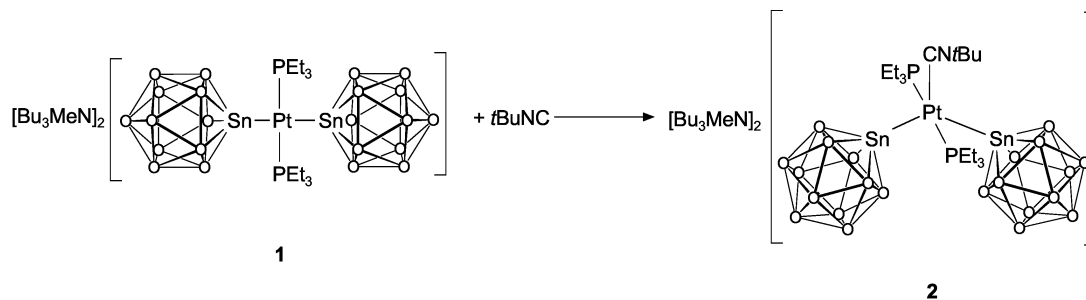 [Bu₃MeN]₂
PEt₃
Sn Pt Sn
PEt₃
1
+ tBuNC
[Bu₃MeN]₂
CNtBu
Et₃P
Pt
Sn Sn
PEt₃
2